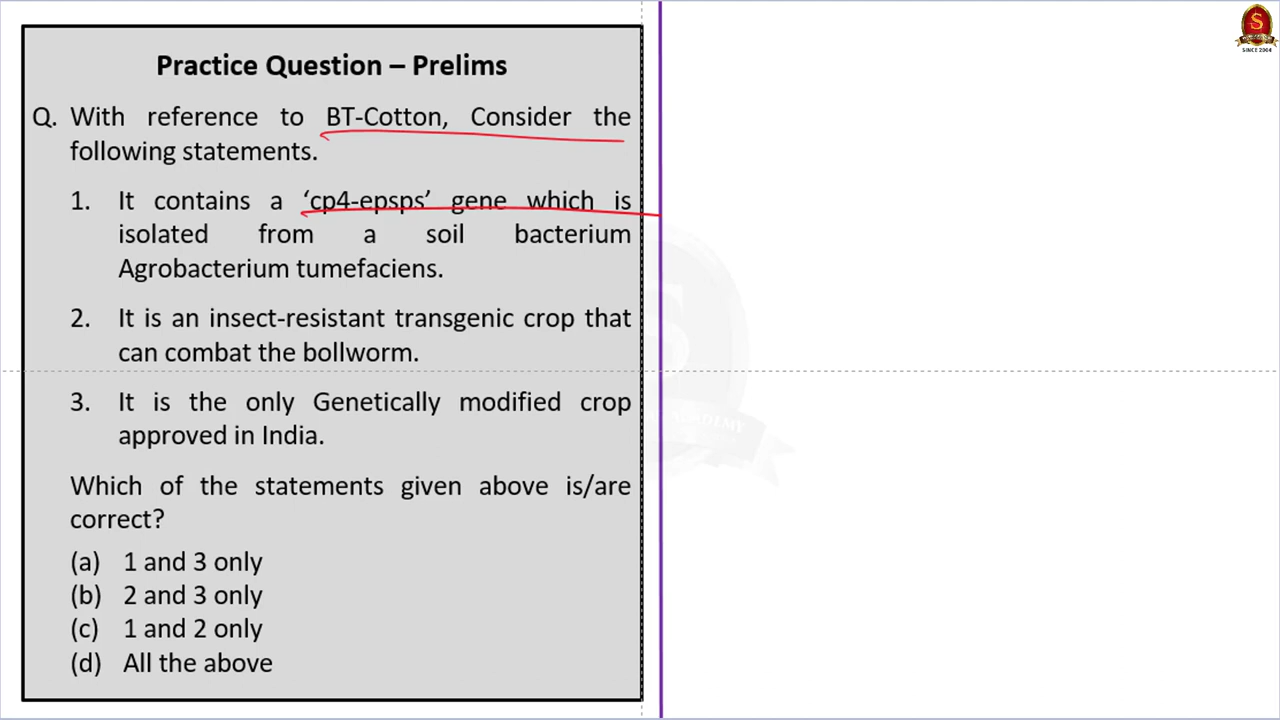 Practice Question – Prelims
Q. With reference to BT-Cotton, Consider the
following statements.
1. It contains a ‘cp4-epsps’ gene which is
isolated from a soil bacterium
Agrobacterium tumefaciens.
2. It is an insect-resistant transgenic crop that
can combat the bollworm.
3. It is the only Genetically modified crop
approved in India.
Which of the statements given above is/are
correct?
(a) 1 and 3 only
(b) 2 and 3 only
(c) 1 and 2 only
(d) All the above
S
SINCE 2004